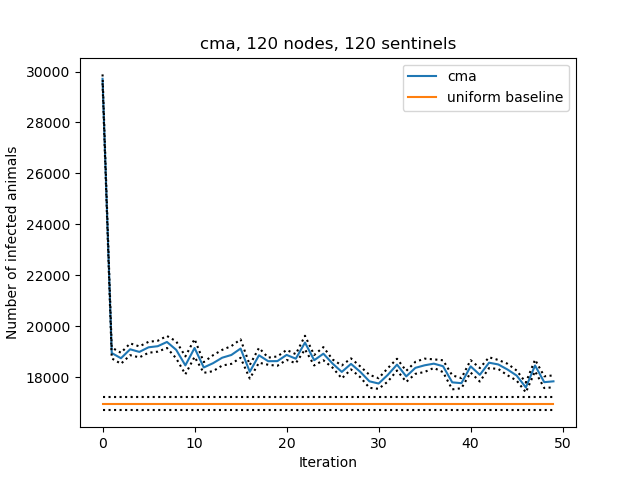 cma, 120 nodes, 120 sentinels
cma
uniform baseline
Number of infected animals
30000
28000
26000
24000
22000
20000
18000
0 10 20 30 40 50
Iteration